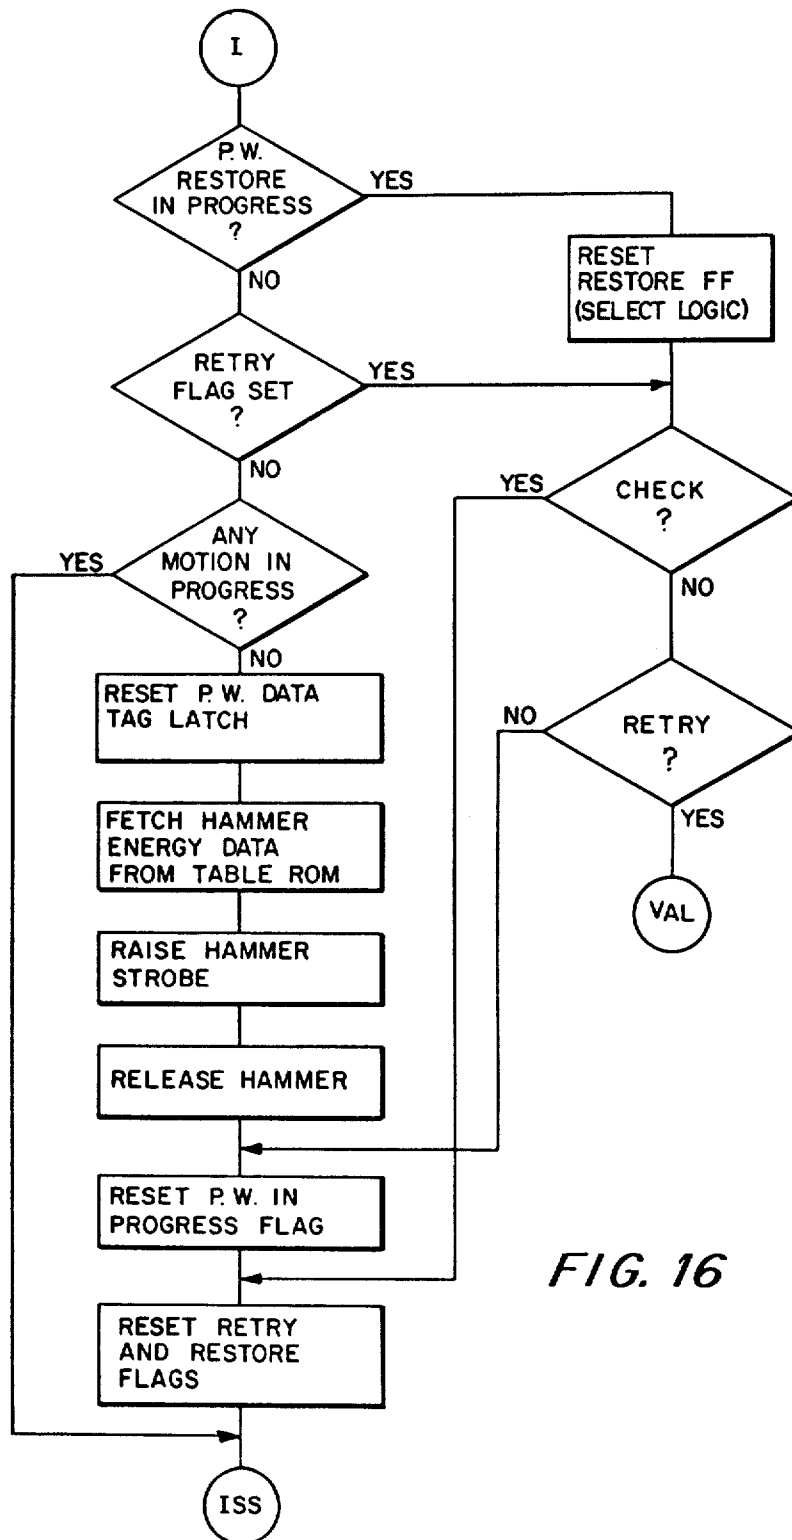 I
P.W.
RESTORE
IN PROGRESS
?
YES
NO
RESET
RESTORE FF
(SELECT LOGIC)
RETRY
FLAG SET
?
YES
NO
CHECK
?
YES
NO
ANY
MOTION IN
PROGRESS
?
YES
NO
RETRY
?
NO
YES
VAL
RESET P.W. DATA
TAG LATCH
FETCH HAMMER
ENERGY DATA
FROM TABLE ROM
RAISE HAMMER
STROBE
RELEASE HAMMER
RESET P.W. IN
PROGRESS FLAG
RESET RETRY
AND RESTORE
FLAGS
ISS
FIG. 16